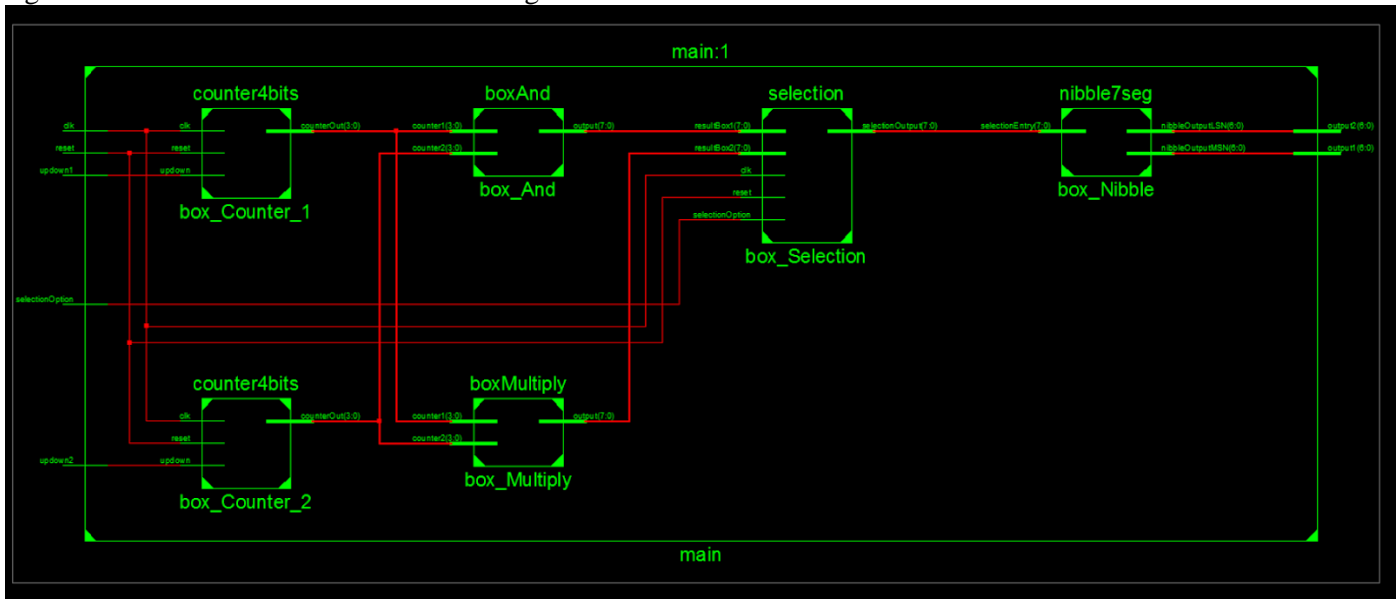 main:1
counter4bits
boxAnd
selection
nibble7seg
clk
clk
counterOut(3:0)
counter1(3:0)
output(7:0)
resultBox1(7:0)
selectionOutput(7:0)
selectionEntry(7:0)
nibbleOutputLSN(6:0)
output2(6:0)
reset
reset
counter2(3:0)
resultBox2(7:0)
nibbleOutputMSN(6:0)
output1(6:0)
updown1
updown
clk
box_And
box_Nibble
reset
box_Counter_1
selectionOption
box_Selection
selectionOption
counter4bits
boxMultiply
clk
counterOut(3:0)
counter1(3:0)
output(7:0)
reset
counter2(3:0)
updown2
updown
box_Multiply
box_Counter_2
main